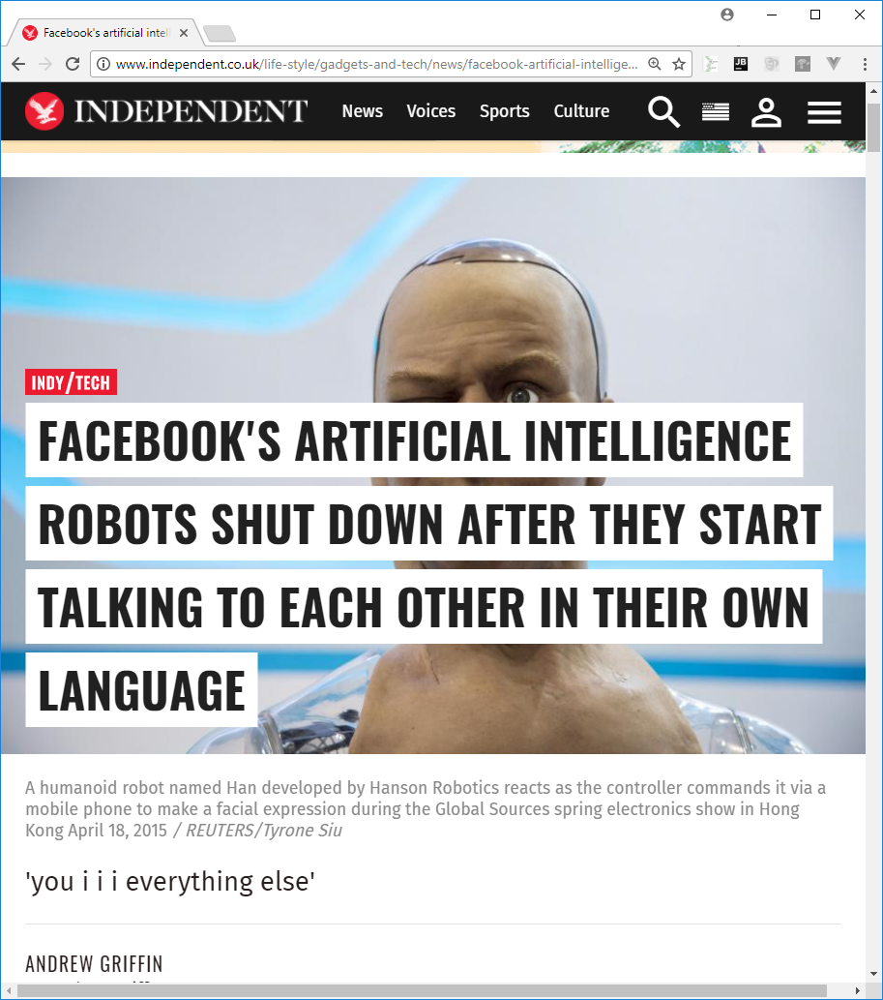 Facebook's artificial intel
www.independent.co.uk/life-style/gadgets-and-tech/news/facebook-artificial-intellige...
JB
INDEPENDENT
News Voices Sports Culture
INDY/TECH
FACEBOOK'S ARTIFICIAL INTELLIGENCE
ROBOTS SHUT DOWN AFTER THEY START
TALKING TO EACH OTHER IN THEIR OWN
LANGUAGE
A humanoid robot named Han developed by Hanson Robotics reacts as the controller commands it via a
mobile phone to make a facial expression during the Global Sources spring electronics show in Hong
Kong April 18, 2015 / REUTERS/Tyrone Siu
'you i i i everything else'
ANDREW GRIFFIN